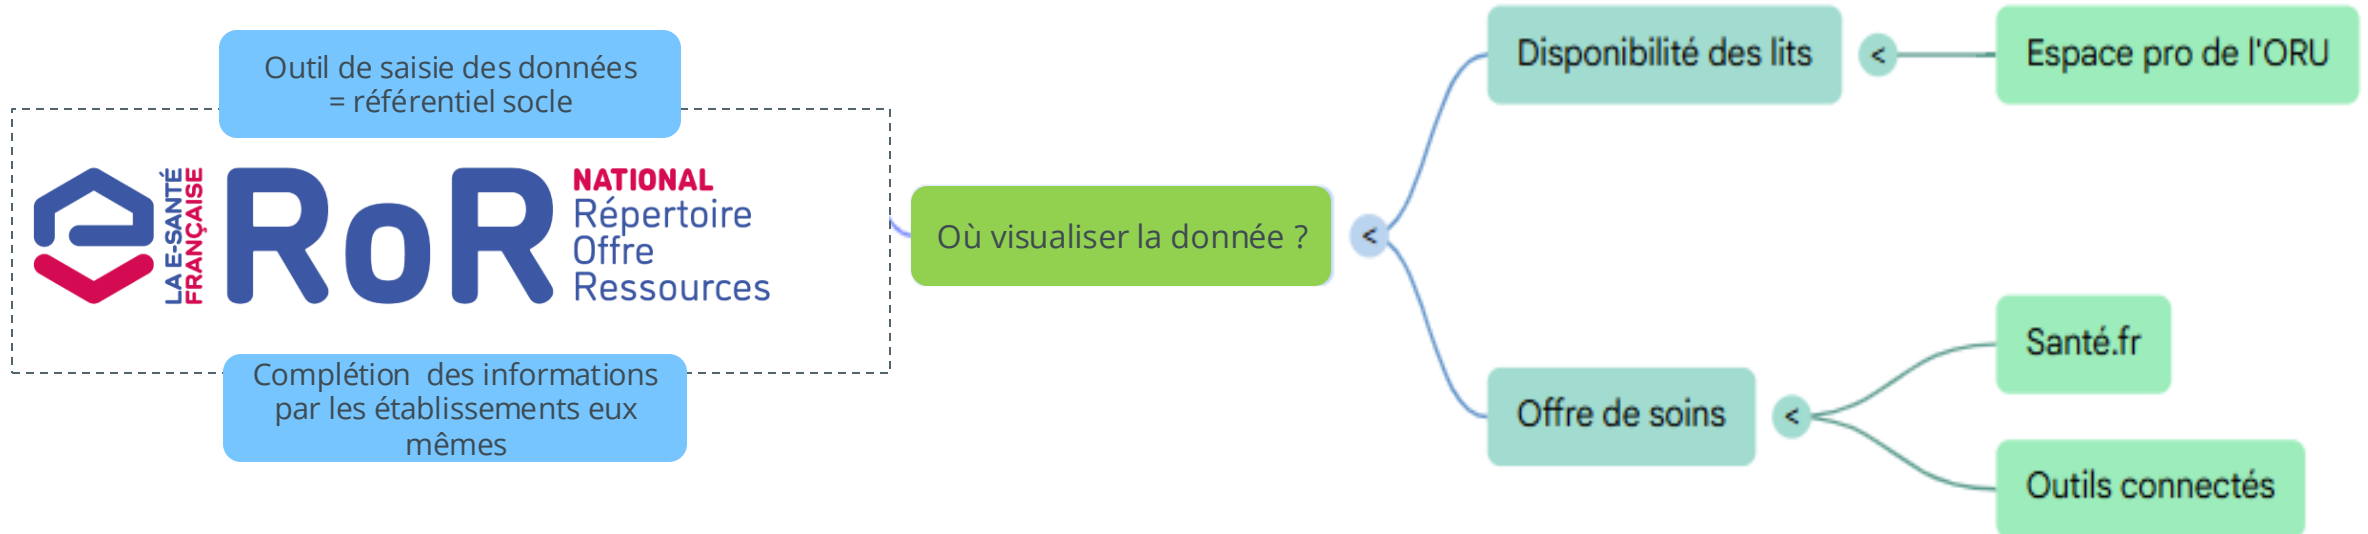 Outil de saisie des données
= référentiel socle
LA E-SANTÉ
FRANÇAISE
RoR
NATIONAL
Répertoire
Offre
Ressources
Complétion  des informations
par les établissements eux
mêmes
Où visualiser la donnée ?
<
Disponibilité des lits
<
Espace pro de l'ORU
Offre de soins
<
Santé.fr
Outils connectés